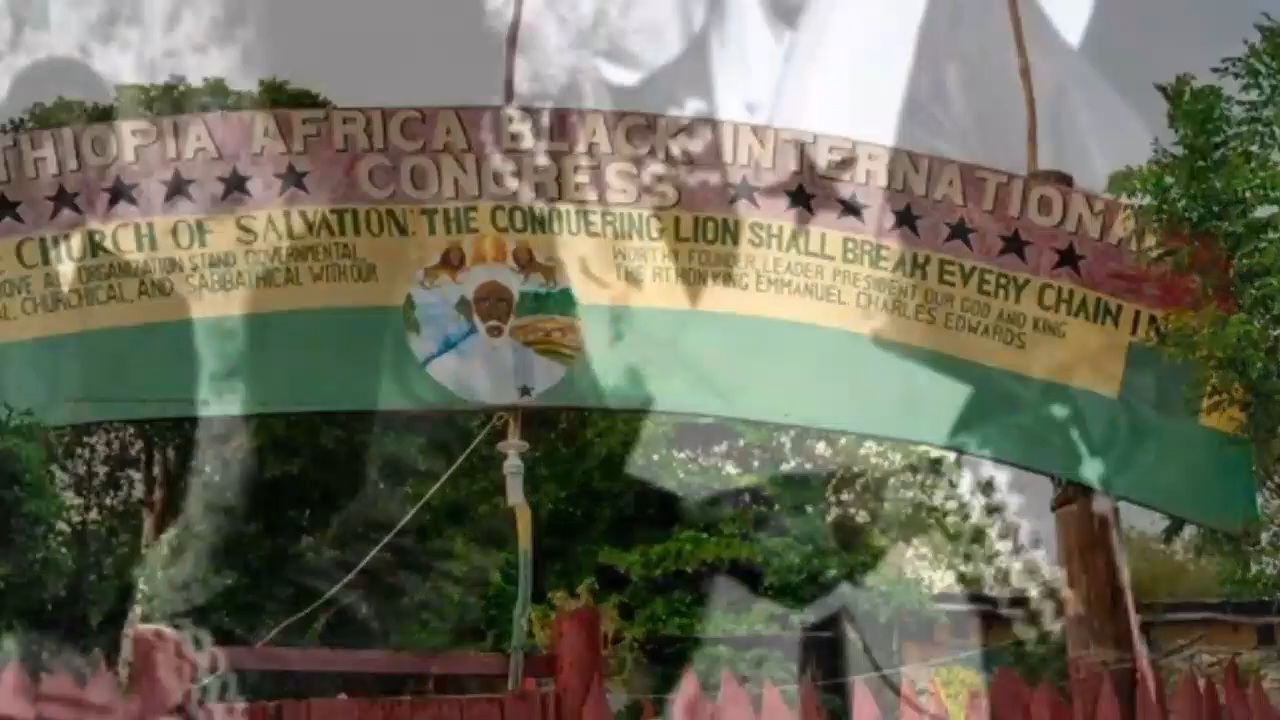 THIOPIA AFRICA BLACK INTERNATIONAL
CONGRESS
CHURCH OF SALVATION: THE CONQUERING LION SHALL BREAK EVERY CHAIN IN
OVE ALL ORGANIZATION STAND GOVERNMENTAL,
AL, CHURCHICAL, AND SABBATHICAL WITH OUR
WORTHY FOUNDER, LEADER PRESIDENT OUR GOD AND KING
THE RT HON KING EMMANUEL. CHARLES EDWARDS